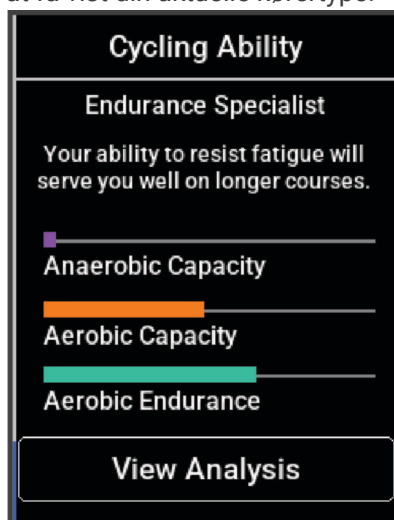 Cycling Ability
Endurance Specialist
Your ability to resist fatigue will
serve you well on longer courses.
Anaerobic Capacity
Aerobic Capacity
Aerobic Endurance
View Analysis